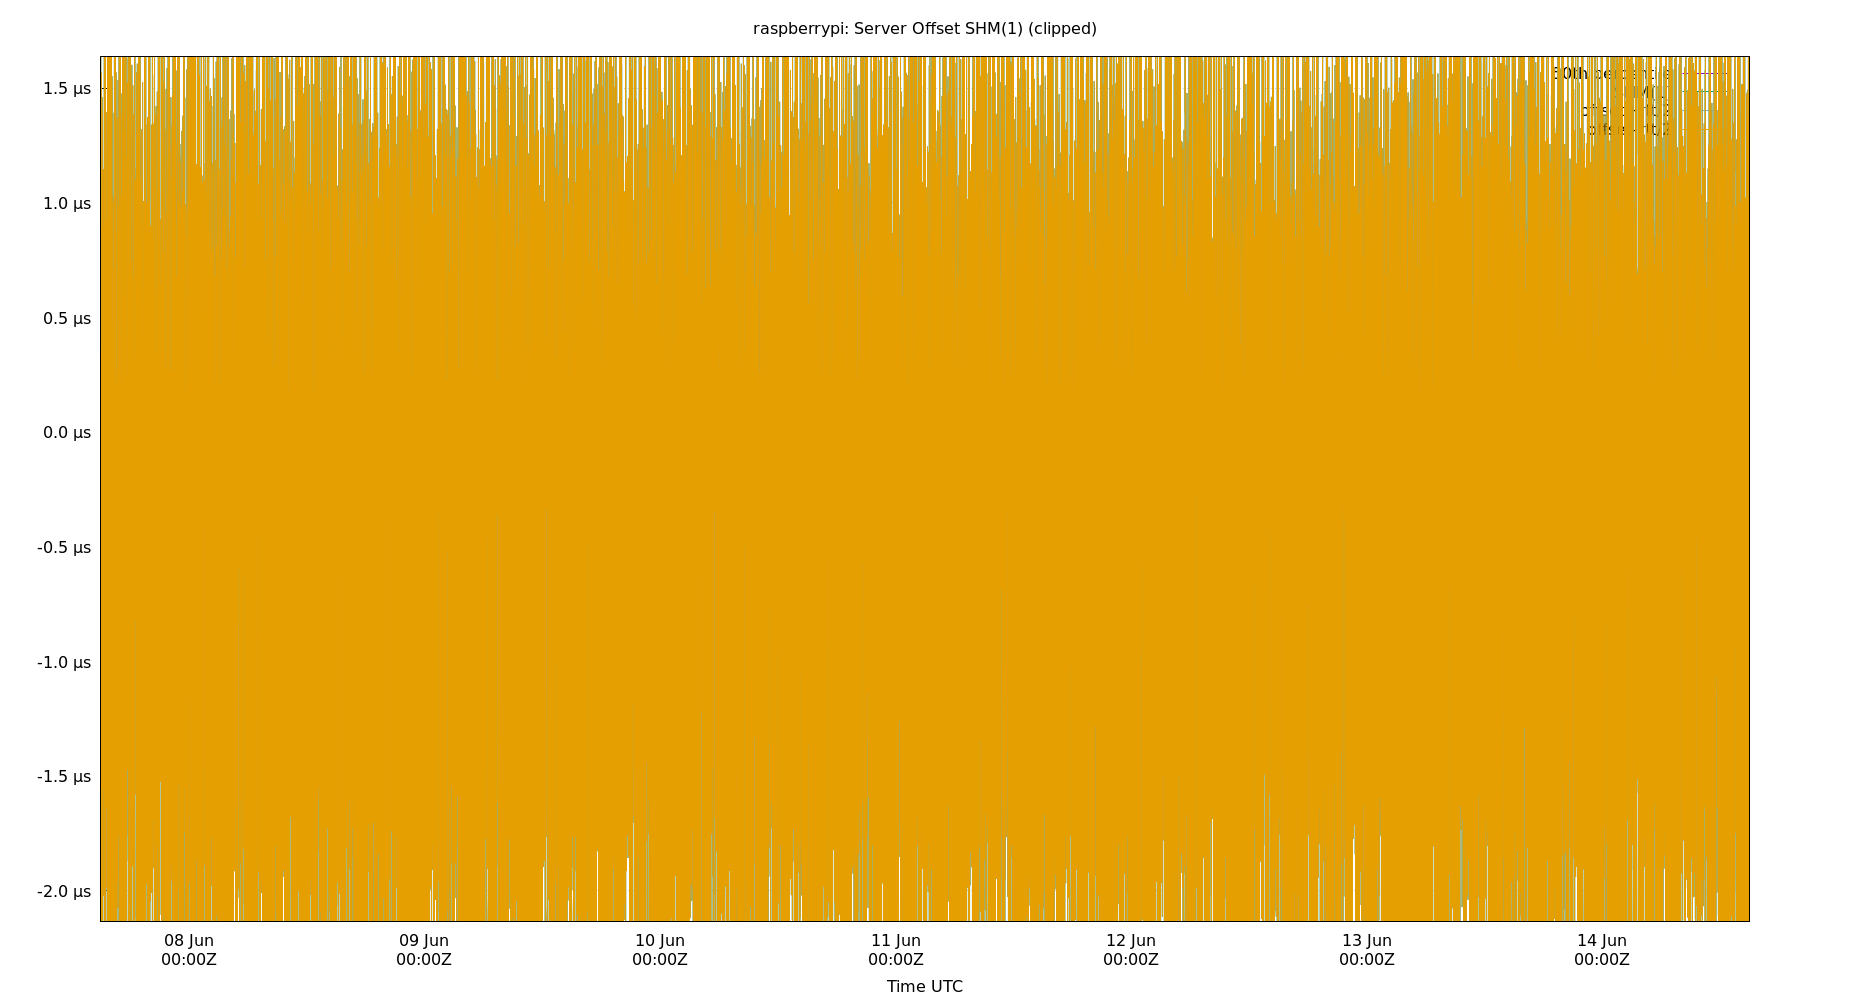 raspberrypi: Server Offset SHM(1) (clipped)
1.5 µs
1.0 µs
0.5 µs
0.0 µs
-0.5 µs
-1.0 µs
-1.5 µs
-2.0 µs
08 Jun 09 Jun 10 Jun 11 Jun 12 Jun 13 Jun 14 Jun
00:00Z 00:00Z 00:00Z 00:00Z 00:00Z 00:00Z 00:00Z
Time UTC